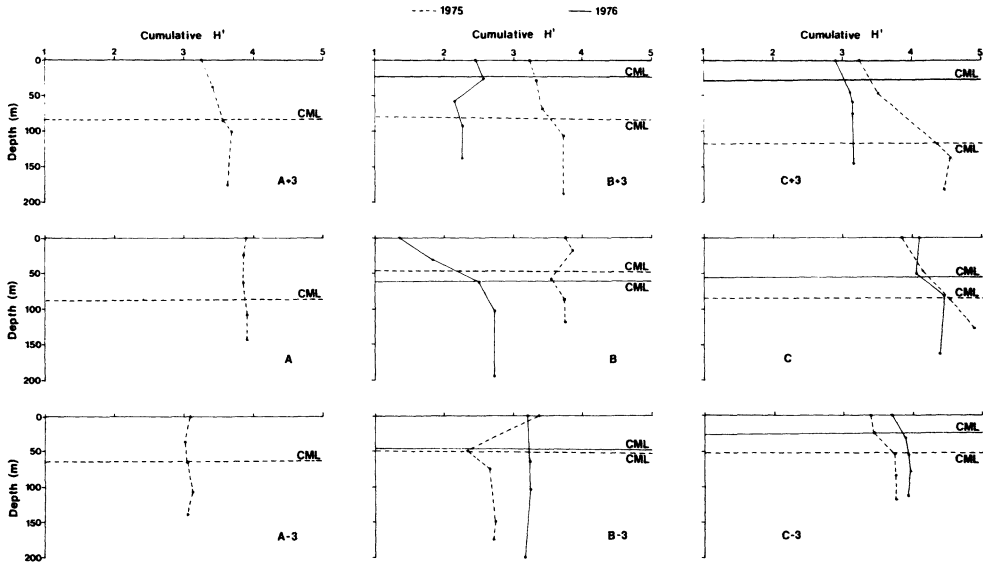 1975 1976
Cumulative H' Cumulative H' Cumulative H'
1 2 3 4 5 1 2 3 4 5 1 2 3 4 5
0
50
100
150
200
Depth (m)
CML
A+3
CML
CML
B+3
CML
CML
C+3
0
50
100
150
200
Depth (m)
CML
A
CML
CML
B
CML
CML
C
0
50
100
150
200
Depth (m)
CML
A-3
CML
CML
B-3
CML
CML
C-3